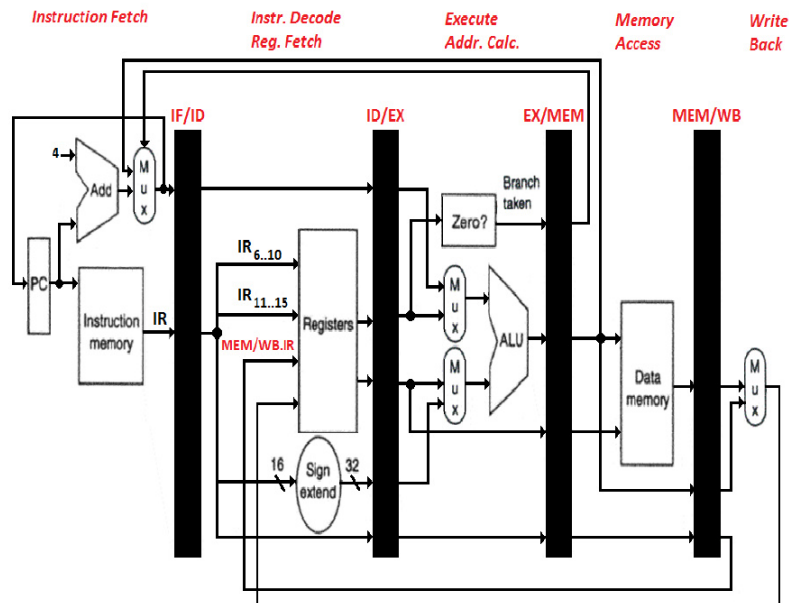 Instruction Fetch
Instr. Decode
Reg. Fetch
Execute
Addr. Calc.
Memory
Access
Write
Back
IF/ID
ID/EX
EX/MEM
MEM/WB
4
Add
M
u
x
Branch
taken
Zero?
PC
IR6..10
IR11..15
IR
MEM/WB.IR
Instruction
memory
Registers
M
u
x
ALU
M
u
x
Data
memory
M
u
x
16
Sign
extend
32